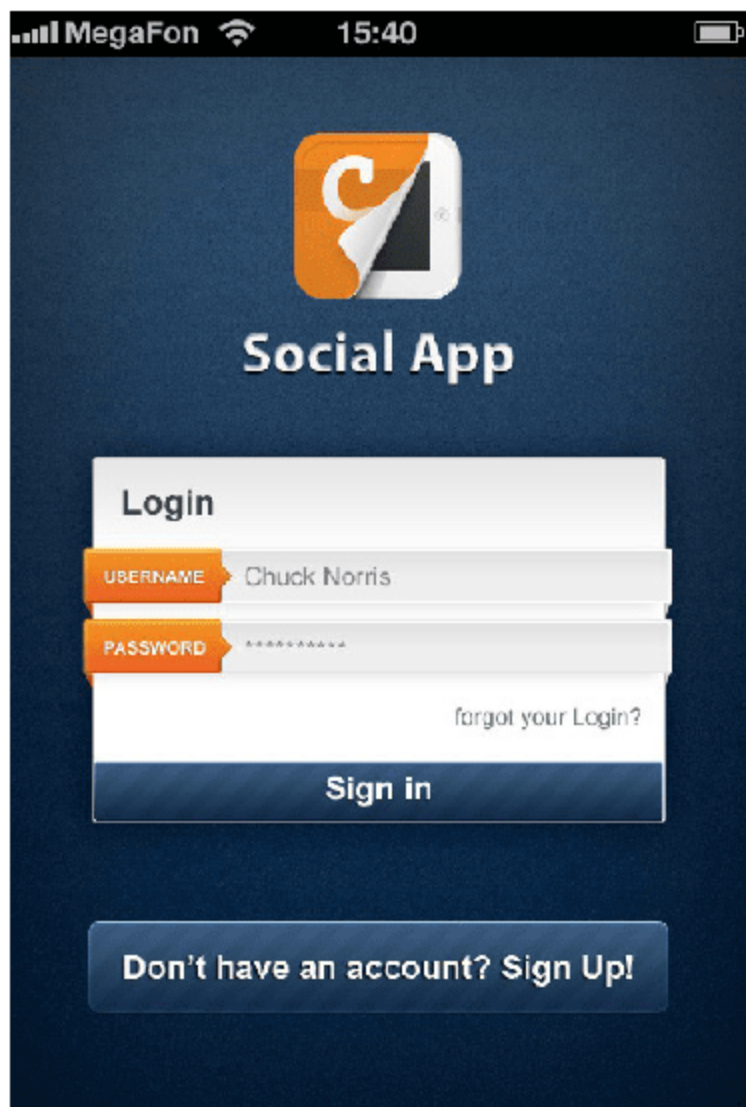 MegaFon 15:40
C
Social App
Login
USERNAME Chuck Norris
PASSWORD **********
forgot your Login?
Sign in
Don't have an account? Sign Up!